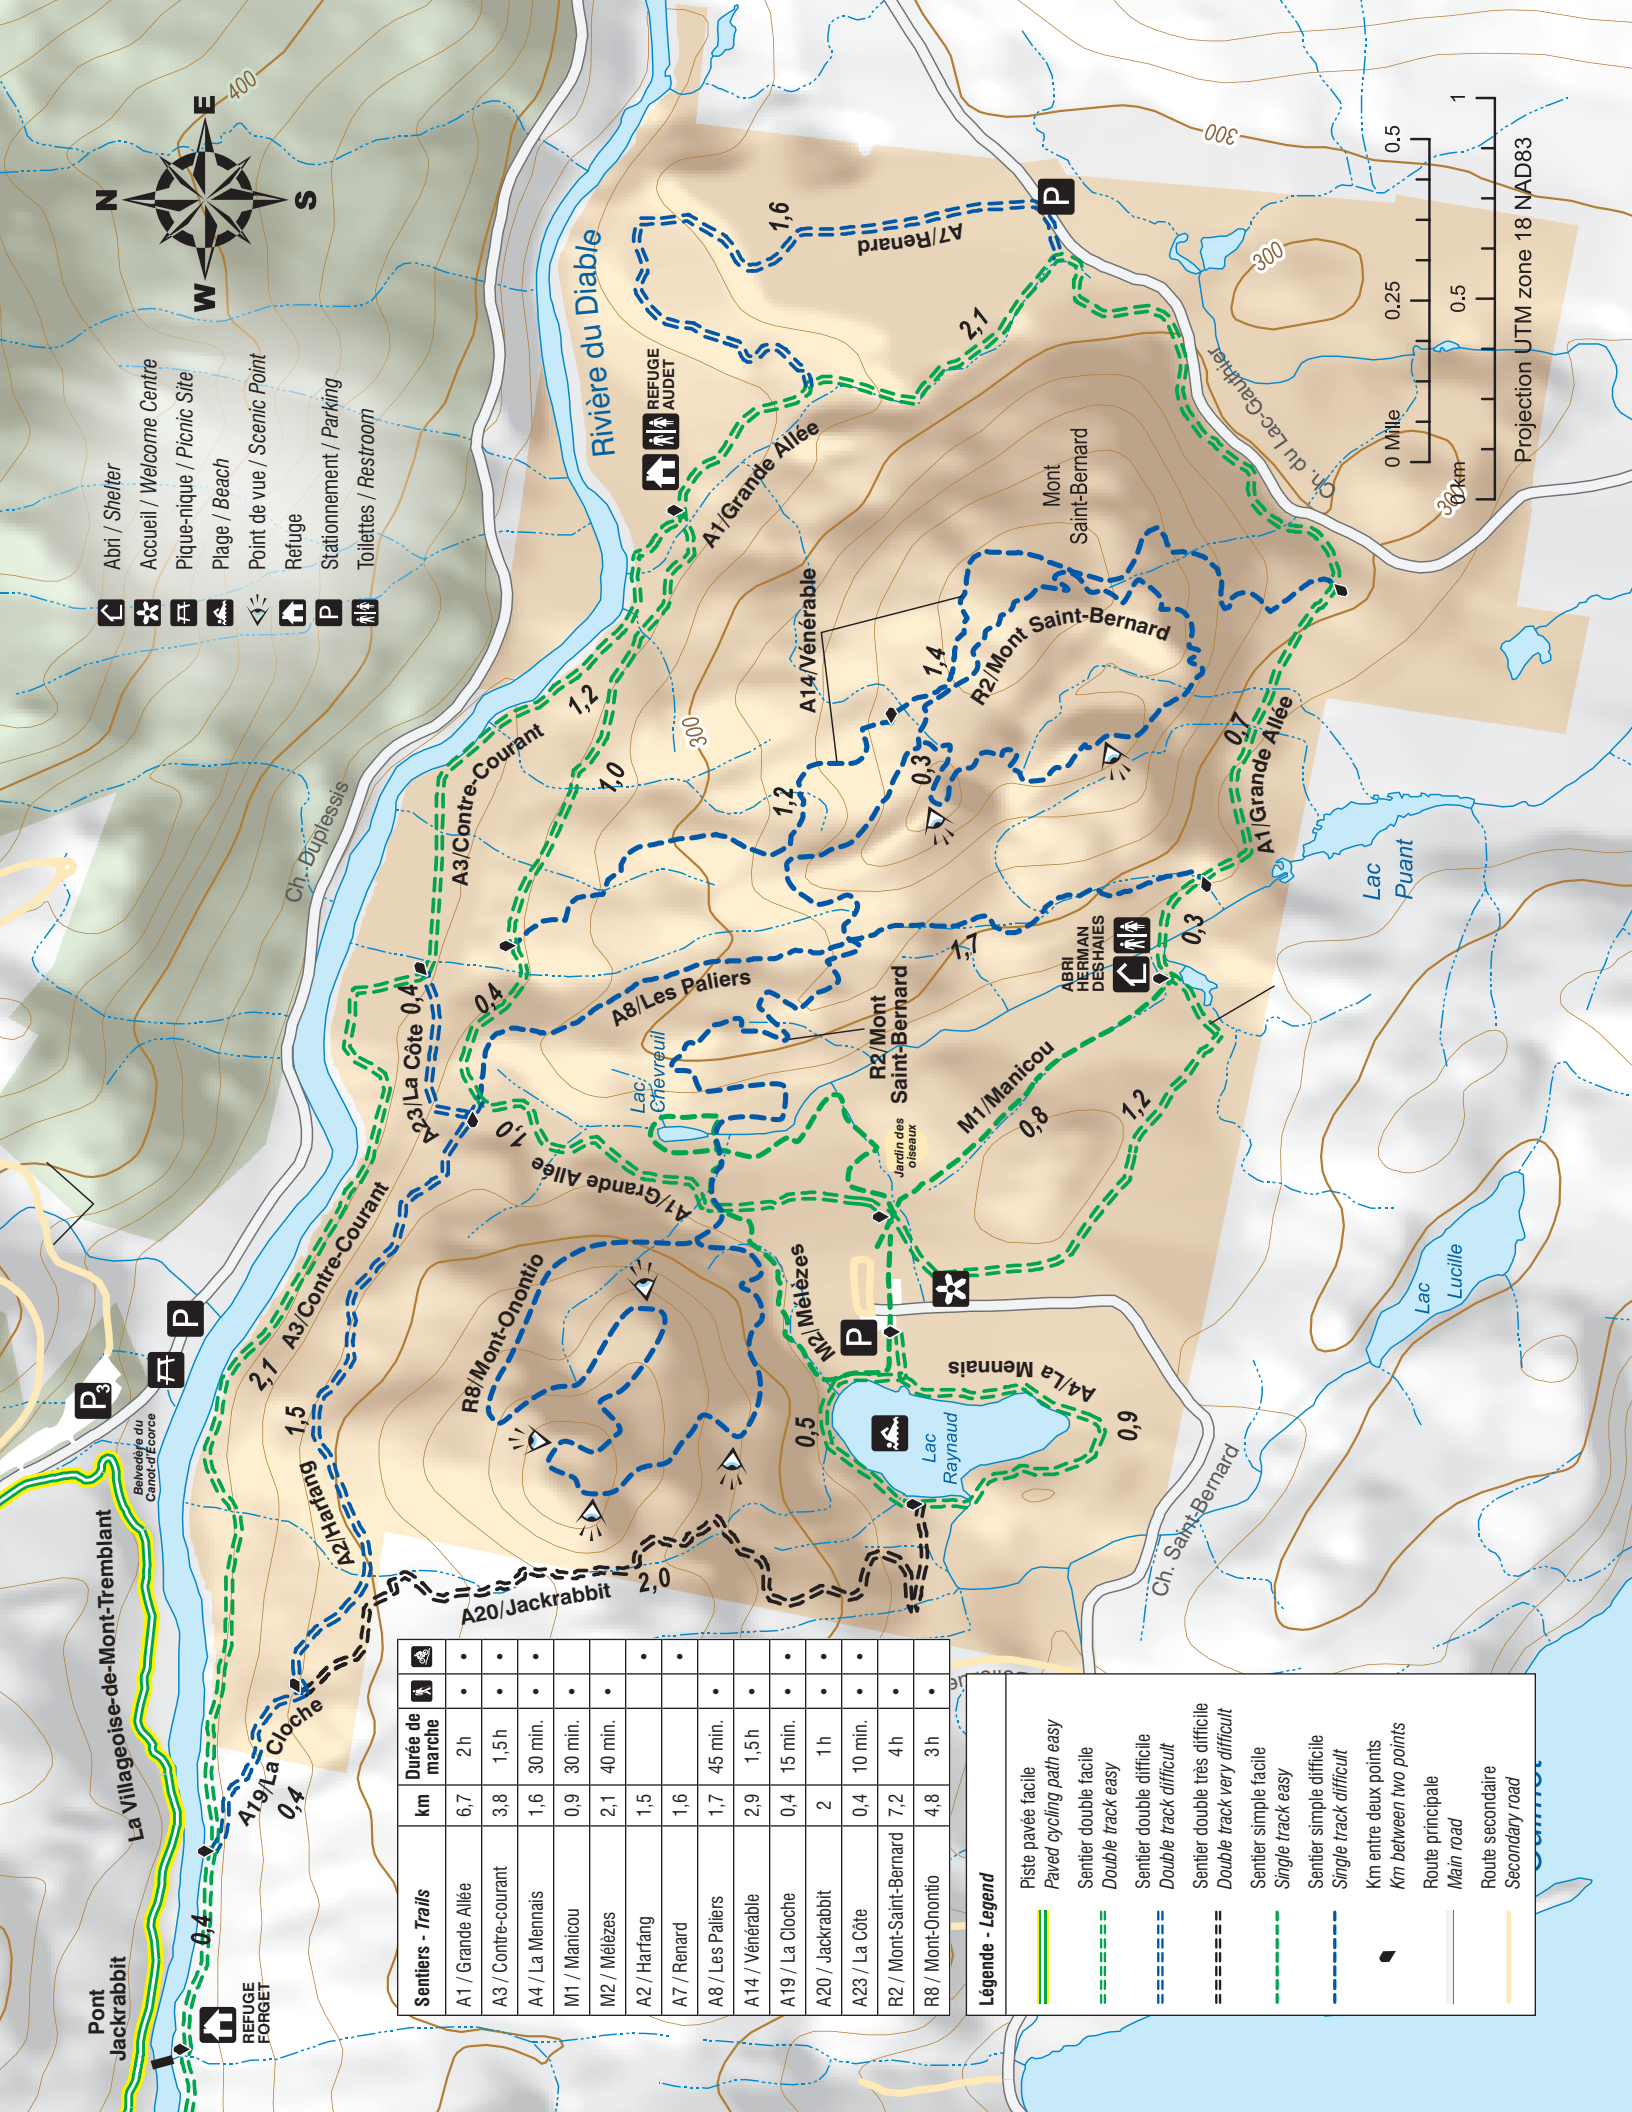 Pont
Jackrabbit
REFUGE
FORGET
0,4
La Villageoise-de-Mont-Tremblant
A19/La Cloche
0,4
Belvédère du
Canot-d'Écorce
P3
P
A2/Harfang
1,5
2,1
A3/Contre-Courant
A20/Jackrabbit
2,0
R8/Mont-Onontio
Ch. Duplessis
A23/La Côte
0,4
0,4
1,0
A1/Grande Allée
A3/Contre-Courant
1,2
1,0
Rivière du Diable
REFUGE
AUDET
A1/Grande Allée
2,1
1,6
A7/Renard
P
A8/Les Paliers
Lac
Chevreuil
R2/Mont
Saint-Bernard
A14/Vénérable
1,2
0,3
1,4
R2/Mont Saint-Bernard
Mont
Saint-Bernard
1,7
Jardin des
oiseaux
M1/Manicou
0,8
1,2
ABRI
HERMAN
DESHAIES
0,3
0,7
A1/Grande Allée
M2/Mélèzes
0,5
P
A4/La Mennais
0,9
Lac
Raynaud
Lac
Puant
Lac
Lucille
Ch. Saint-Bernard
Ch. du Lac-Gauthier
300
300
300
300
400
N
E
S
W
Abri / Shelter
Accueil / Welcome Centre
Pique-nique / Picnic Site
Plage / Beach
Point de vue / Scenic Point
Refuge
P Stationnement / Parking
Toilettes / Restroom
Sentiers - Trails km Durée de marche
A1 / Grande Allée 6,7 2 h • •
A3 / Contre-courant 3,8 1,5 h • •
A4 / La Mennais 1,6 30 min. • •
M1 / Manicou 0,9 30 min. •
M2 / Mélèzes 2,1 40 min. •
A2 / Harfang 1,5 •
A7 / Renard 1,6 •
A8 / Les Paliers 1,7 45 min. •
A14 / Vénérable 2,9 1,5 h •
A19 / La Cloche 0,4 15 min. • •
A20 / Jackrabbit 2 1 h • •
A23 / La Côte 0,4 10 min. • •
R2 / Mont-Saint-Bernard 7,2 4 h •
R8 / Mont-Onontio 4,8 3 h •
Légende - Legend
Piste pavée facile
Paved cycling path easy
Sentier double facile
Double track easy
Sentier double difficile
Double track difficult
Sentier double très difficile
Double track very difficult
Sentier simple facile
Single track easy
Sentier simple difficile
Single track difficult
Km entre deux points
Km between two points
Route principale
Main road
Route secondaire
Secondary road
0 Mille 0.25 0.5
0 km 0.5 1
Projection UTM zone 18 NAD83